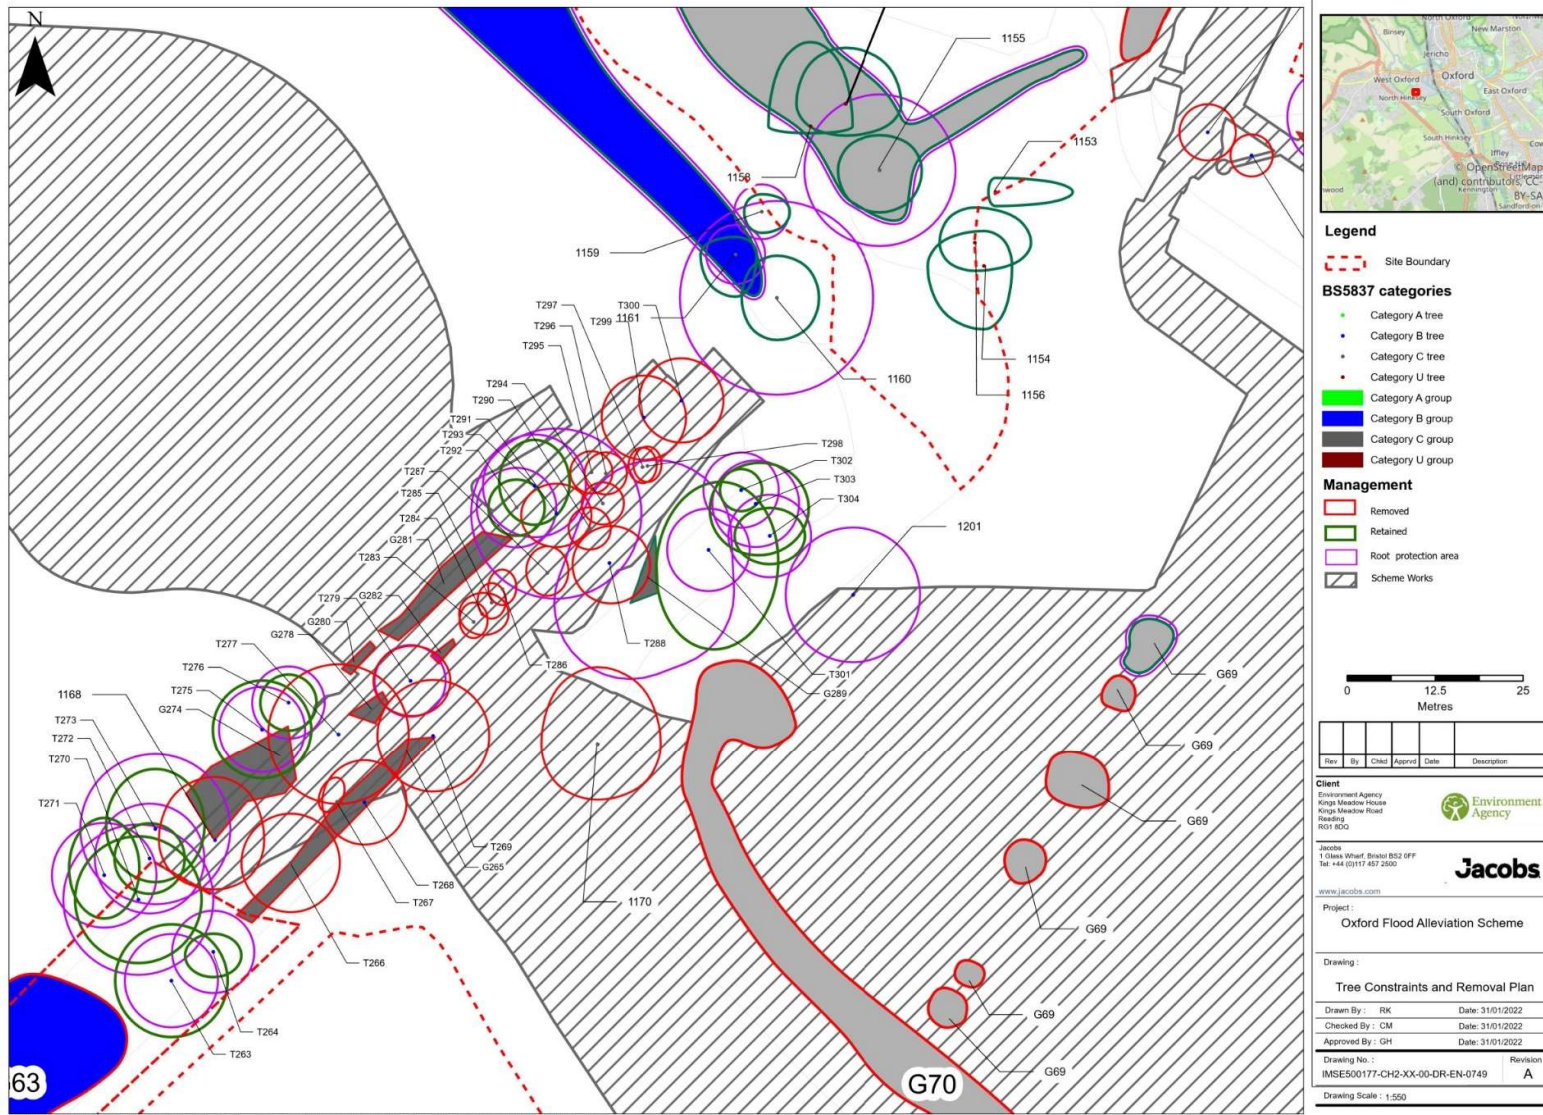 N
1155
1153
1158
1159
T297
T300
T296
T299
1161
T295
1154
1160
1156
T294
T290
T291
T293
T292
T298
T302
T303
T304
T287
T285
T284
G281
T283
1201
T279
G282
G280
G278
T277
T288
T286
T276
T301
G289
G69
1168
T275
G274
T273
T272
T270
T271
G69
G69
T269
G265
T268
T267
1170
G69
T266
T264
T263
G69
G69
63
G70
North Oxford
Binsey
New Marston
Jericho
West Oxford
Oxford
East Oxford
North Hinksey
South Oxford
South Hinksey
Iffley
Cow
© OpenStreetMap
(and) contributors, CC-
BY-SA
Kennington
Sandford-on-
Legend
Site Boundary
BS5837 categories
Category A tree
Category B tree
Category C tree
Category U tree
Category A group
Category B group
Category C group
Category U group
Management
Removed
Retained
Root protection area
Scheme Works
0 12.5 25
Metres
Rev By Chkd Apprvd Date Description
Client
Environment Agency
Kings Meadow House
Kings Meadow Road
Reading
RG1 8DQ
Environment
Agency
Jacobs
1 Glass Wharf, Bristol BS2 0FF
Tel: +44 (0)117 457 2500
Jacobs
www.jacobs.com
Project :
Oxford Flood Alleviation Scheme
Drawing :
Tree Constraints and Removal Plan
Drawn By : RK Date: 31/01/2022
Checked By : CM Date: 31/01/2022
Approved By : GH Date: 31/01/2022
Drawing No. : Revision
IMSE500177-CH2-XX-00-DR-EN-0749 A
Drawing Scale : 1:550